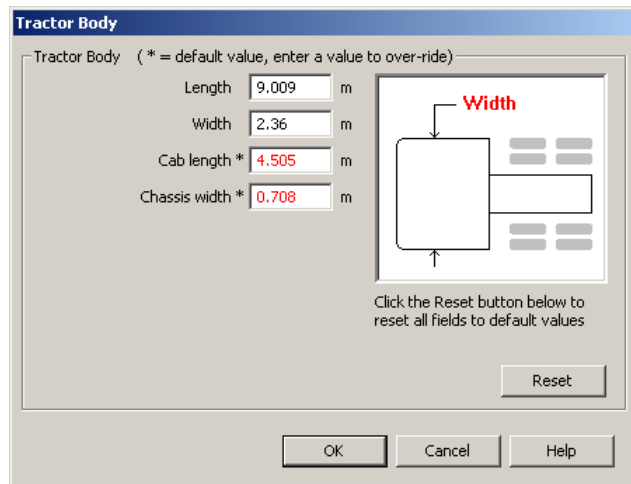 Tractor Body
Tractor Body ( * = default value, enter a value to over-ride)
Length 9.009 m
Width 2.36 m
Cab length * 4.505 m
Chassis width * 0.708 m
Width
Click the Reset button below to
reset all fields to default values
Reset
OK Cancel Help